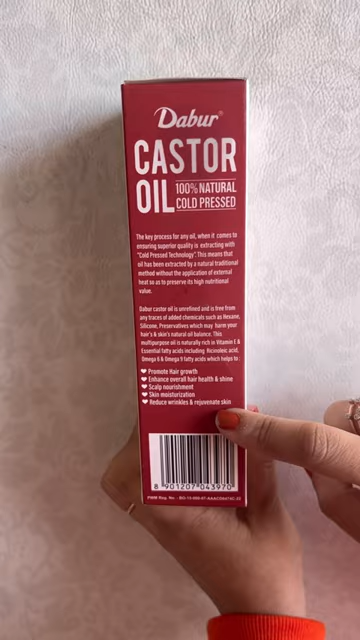 Dabur®
CASTOR
OIL 100% NATURAL
COLD PRESSED
The key process for any oil, when it comes to
ensuring superior quality is extracting with
"Cold Pressed Technology". This means that
oil has been extracted by a natural traditional
method without the application of external
heat so as to preserve its high nutritional
value.
Dabur castor oil is unrefined and is free from
any traces of added chemicals such as Hexane,
Silicone, Preservatives which may harm your
hair's & skin's natural oil balance. This
multipurpose oil is naturally rich in Vitamin E &
Essential fatty acids including Ricinoleic acid,
Omega 6 & Omega 9 fatty acids which helps to:
Promote Hair growth
Enhance overall hair health & shine
Scalp nourishment
Skin moisturization
Reduce wrinkles & rejuvenate skin
8 901207 043970
PWM Reg. No.